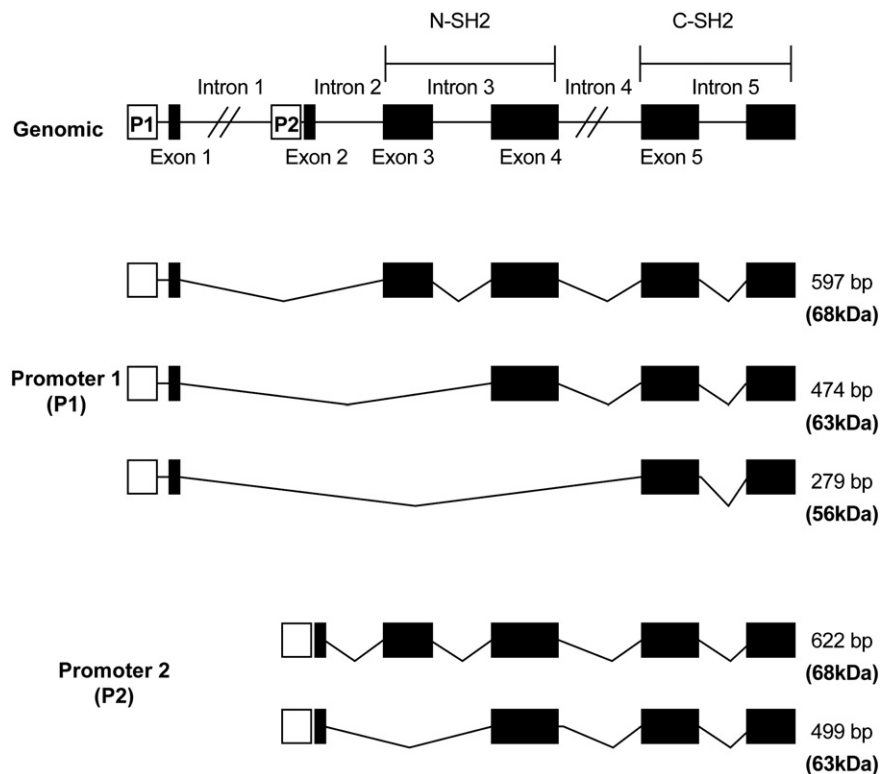 N-SH2 C-SH2
Intron 1 Intron 2 Intron 3 Intron 4 Intron 5
Genomic P1 P2
Exon 1 Exon 2 Exon 3 Exon 4 Exon 5
597 bp
(68kDa)
Promoter 1
(P1)
474 bp
(63kDa)
279 bp
(56kDa)
Promoter 2
(P2)
622 bp
(68kDa)
499 bp
(63kDa)